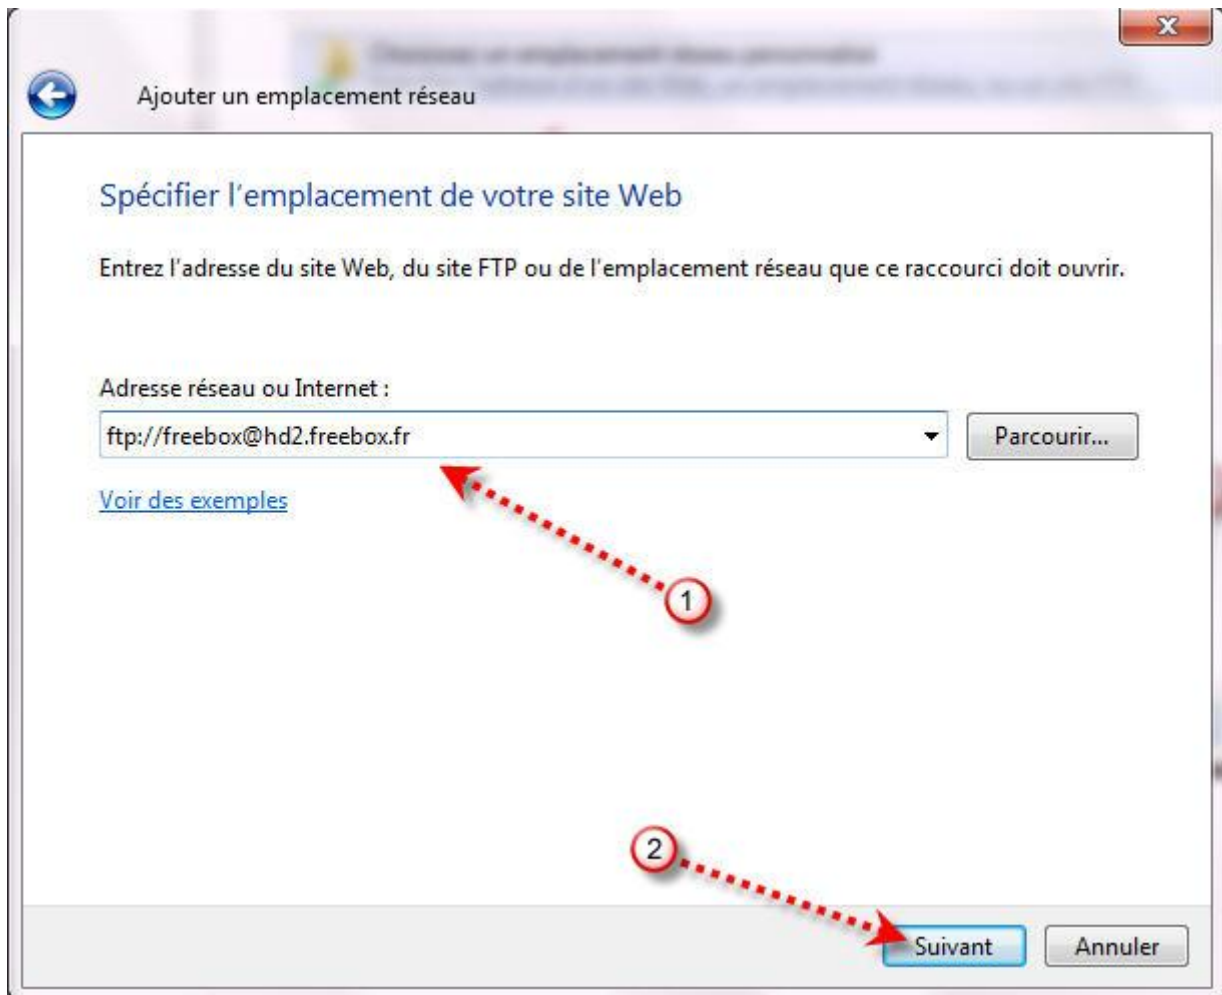 Ajouter un emplacement réseau
Spécifier l'emplacement de votre site Web
Entrez l'adresse du site Web, du site FTP ou de l'emplacement réseau que ce raccourci doit ouvrir.
Adresse réseau ou Internet :
ftp://freebox@hd2.freebox.fr
Parcourir...
Voir des exemples
1
2
Suivant
Annuler